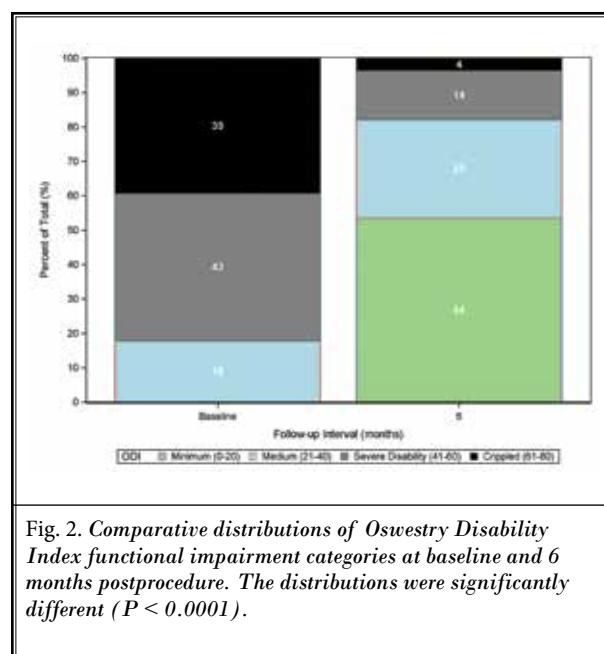 100
90
80
70
60
50
40
30
20
10
0
Percent of Total (%)
39
43
18
4
14
54
Baseline
6
Follow-up Interval (months)
ODI Minimum (0-20) Medium (21-40) Severe Disability (41-60) Crippled (61-80)
Fig. 2. Comparative distributions of Oswestry Disability
Index functional impairment categories at baseline and 6
months postprocedure. The distributions were significantly
different (P < 0.0001).